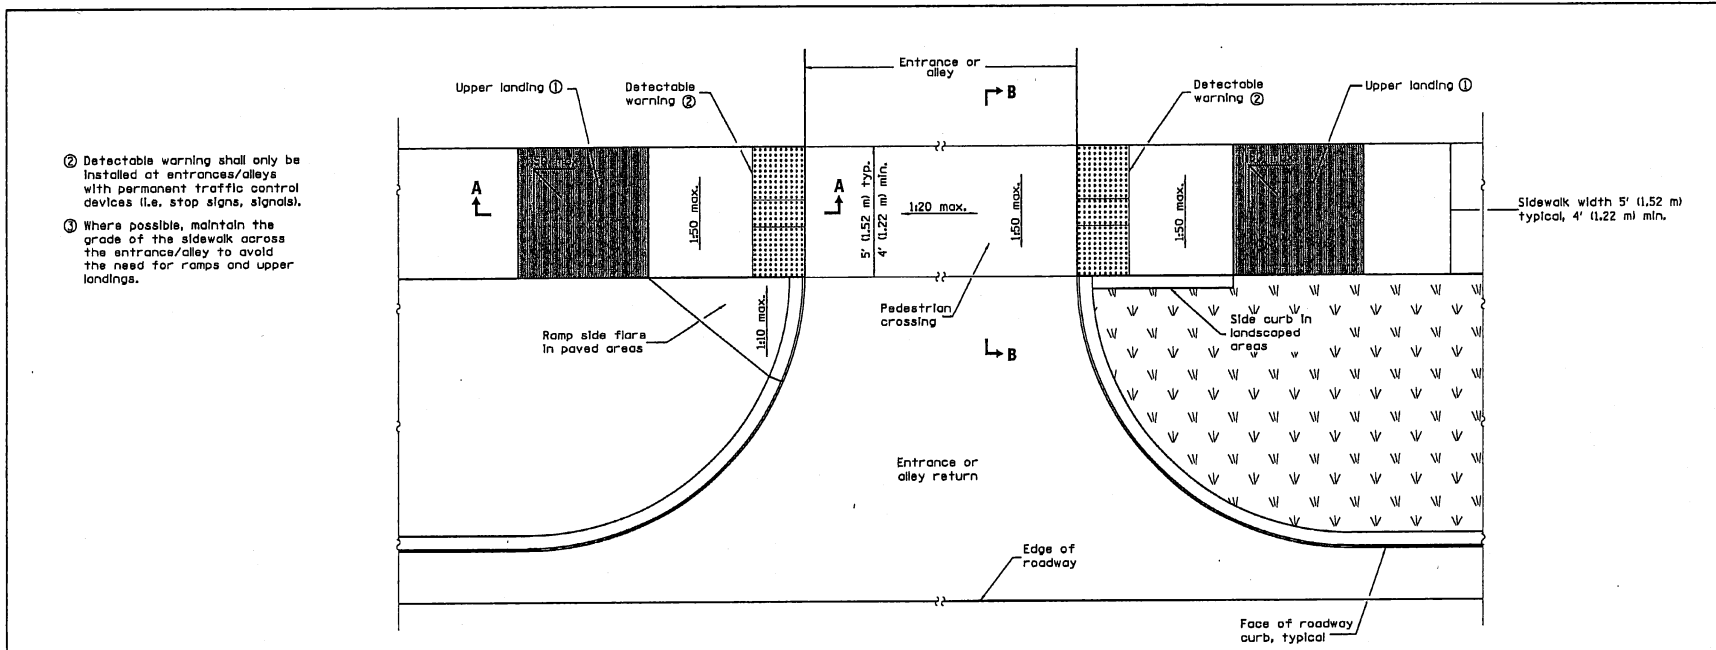 Entrance or
alley
Upper landing ①
Detectable
warning ②
B
Detectable
warning ②
Upper landing ①
② Detectable warning shall only be
installed at entrances/alleys
with permanent traffic control
devices (i.e. stop signs, signals).
③ Where possible, maintain the
grade of the sidewalk across
the entrance/alley to avoid
the need for ramps and upper
landings.
A
1:50 max.
A
5' (1.52 m) typ.
4' (1.22 m) min.
1:20 max.
1:50 max.
1:50 max.
Sidewalk width 5' (1.52 m)
typical, 4' (1.22 m) min.
Ramp side flare
in paved areas
1:10 max.
Pedestrian
crossing
B
Side curb in
landscaped
areas
Entrance or
alley return
Edge of
roadway
Face of roadway
curb, typical